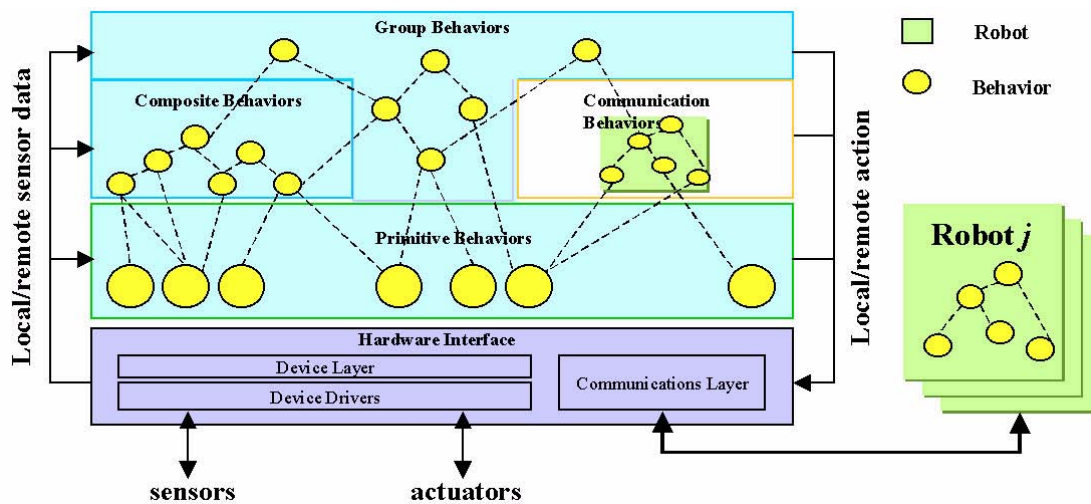 Group Behaviors
Robot
Composite Behaviors
Communication
Behaviors
Behavior
Local/remote sensor data
Local/remote action
Primitive Behaviors
Robot j
Hardware Interface
Device Layer
Device Drivers
Communications Layer
sensors
actuators